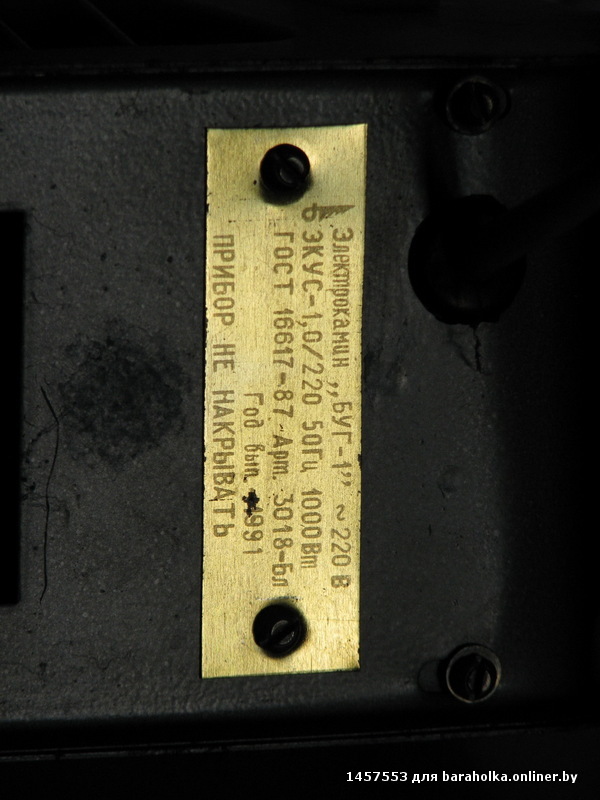 Электрокамин „БУГ-1” ~220 В
ЭКУС-1,0/220 50Гц 1000Вт
ГОСТ 16617-87 Арт. 3018-Бл
Год вып. 1991
ПРИБОР НЕ НАКРЫВАТЬ
1457553 для baraholka.onliner.by